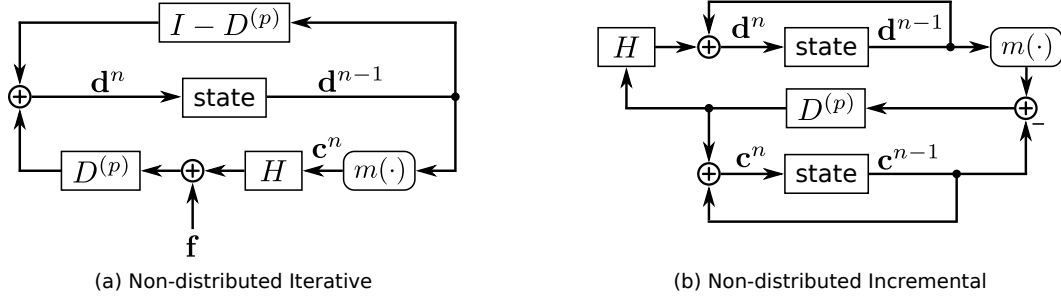 I − D^(p)
d^n
state
d^{n−1}
c^n
D^(p)
H
m(·)
f
(a) Non-distributed Iterative
H
d^n
state
d^{n−1}
m(·)
D^(p)
−
c^n
state
c^{n−1}
(b) Non-distributed Incremental